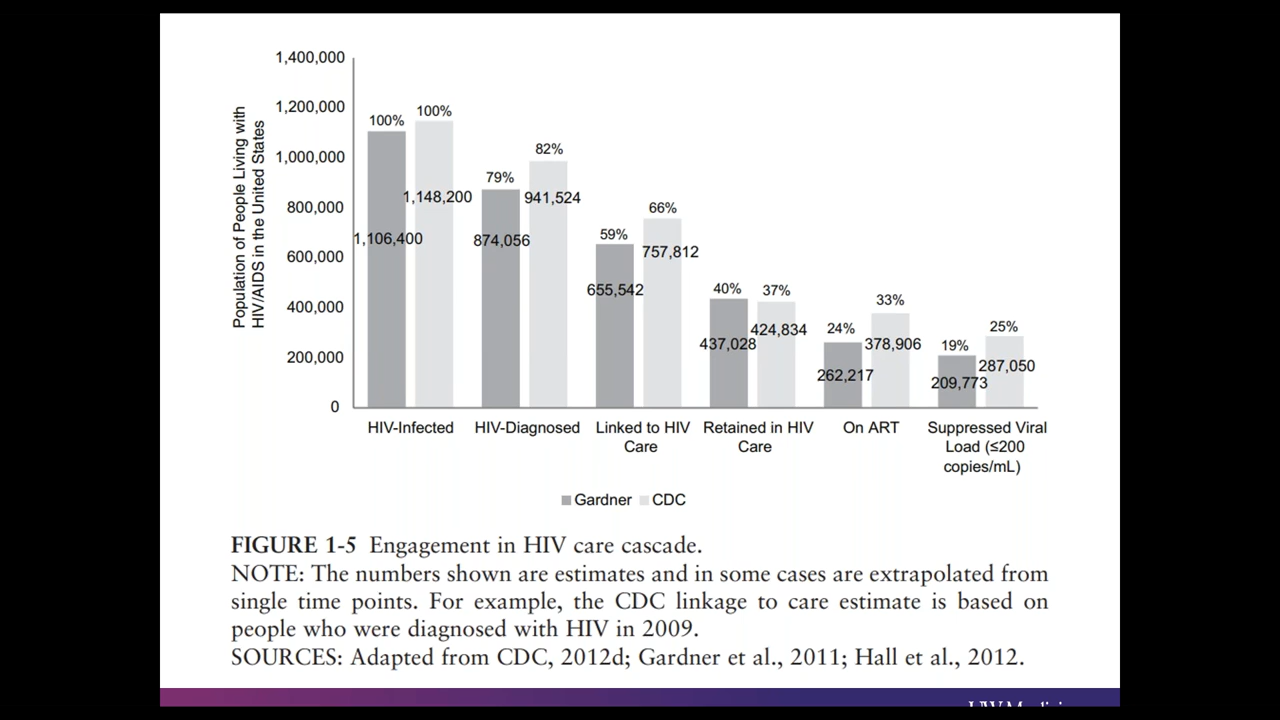 1,400,000
1,200,000
1,000,000
800,000
600,000
400,000
200,000
0
Population of People Living with
HIV/AIDS in the United States
100%
100%
1,106,400
1,148,200
79%
82%
874,056
941,524
59%
66%
655,542
757,812
40%
37%
437,028
424,834
24%
33%
262,217
378,906
19%
25%
209,773
287,050
HIV-Infected
HIV-Diagnosed
Linked to HIV
Care
Retained in HIV
Care
On ART
Suppressed Viral
Load (≤200
copies/mL)
Gardner
CDC
FIGURE 1-5 Engagement in HIV care cascade.
NOTE: The numbers shown are estimates and in some cases are extrapolated from
single time points. For example, the CDC linkage to care estimate is based on
people who were diagnosed with HIV in 2009.
SOURCES: Adapted from CDC, 2012d; Gardner et al., 2011; Hall et al., 2012.